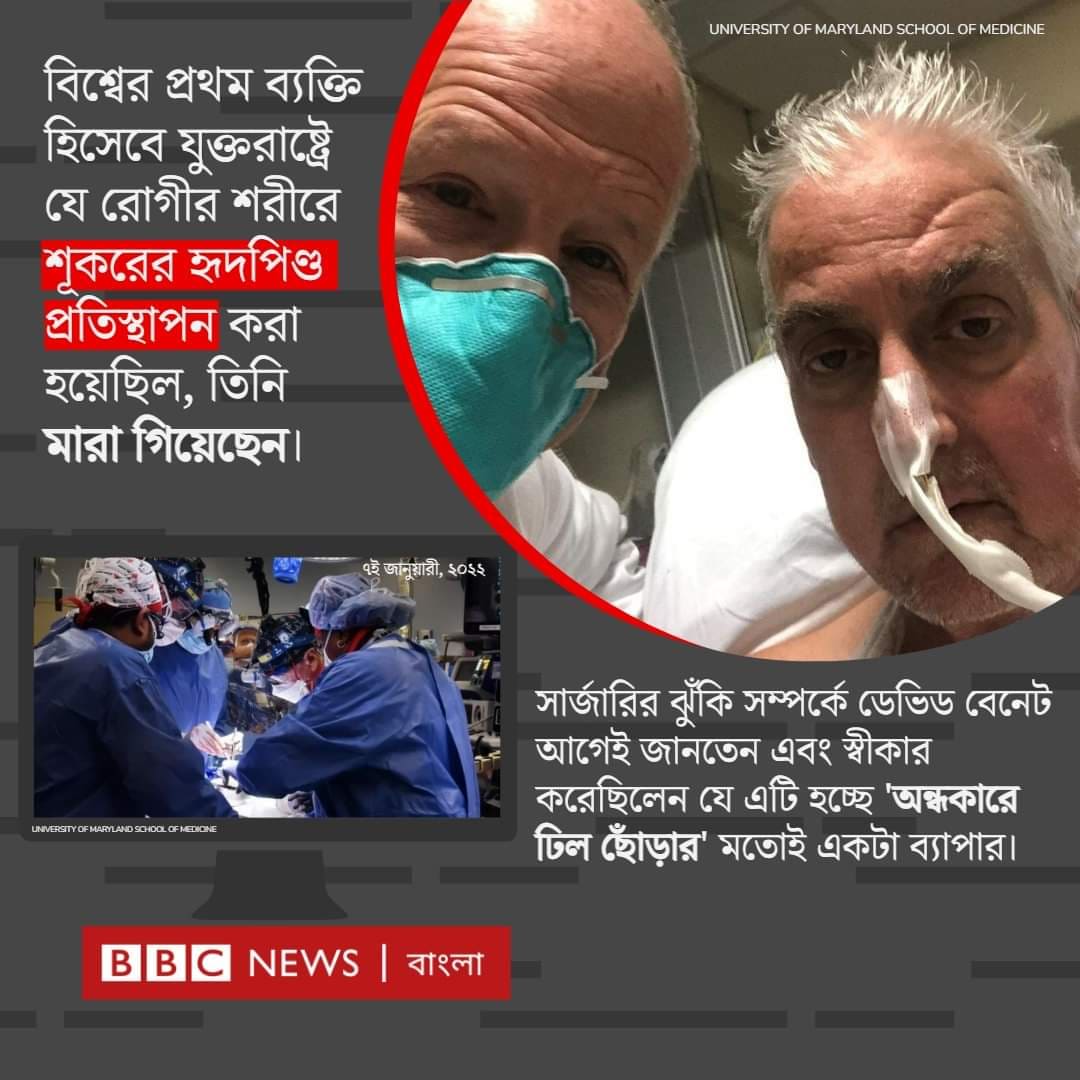 UNIVERSITY OF MARYLAND SCHOOL OF MEDICINE
বিশ্বের প্রথম ব্যক্তি
হিসেবে যুক্তরাষ্ট্রে
যে রোগীর শরীরে
শূকরের হৃদপিণ্ড
প্রতিস্থাপন করা
হয়েছিল, তিনি
মারা গিয়েছেন।
৭ই জানুয়ারী, ২০২২
UNIVERSITY OF MARYLAND SCHOOL OF MEDICINE
সার্জারির ঝুঁকি সম্পর্কে ডেভিড বেনেট
আগেই জানতেন এবং স্বীকার
করেছিলেন যে এটি হচ্ছে 'অন্ধকারে
ঢিল ছোঁড়ার' মতোই একটা ব্যাপার।
BBC NEWS | বাংলা